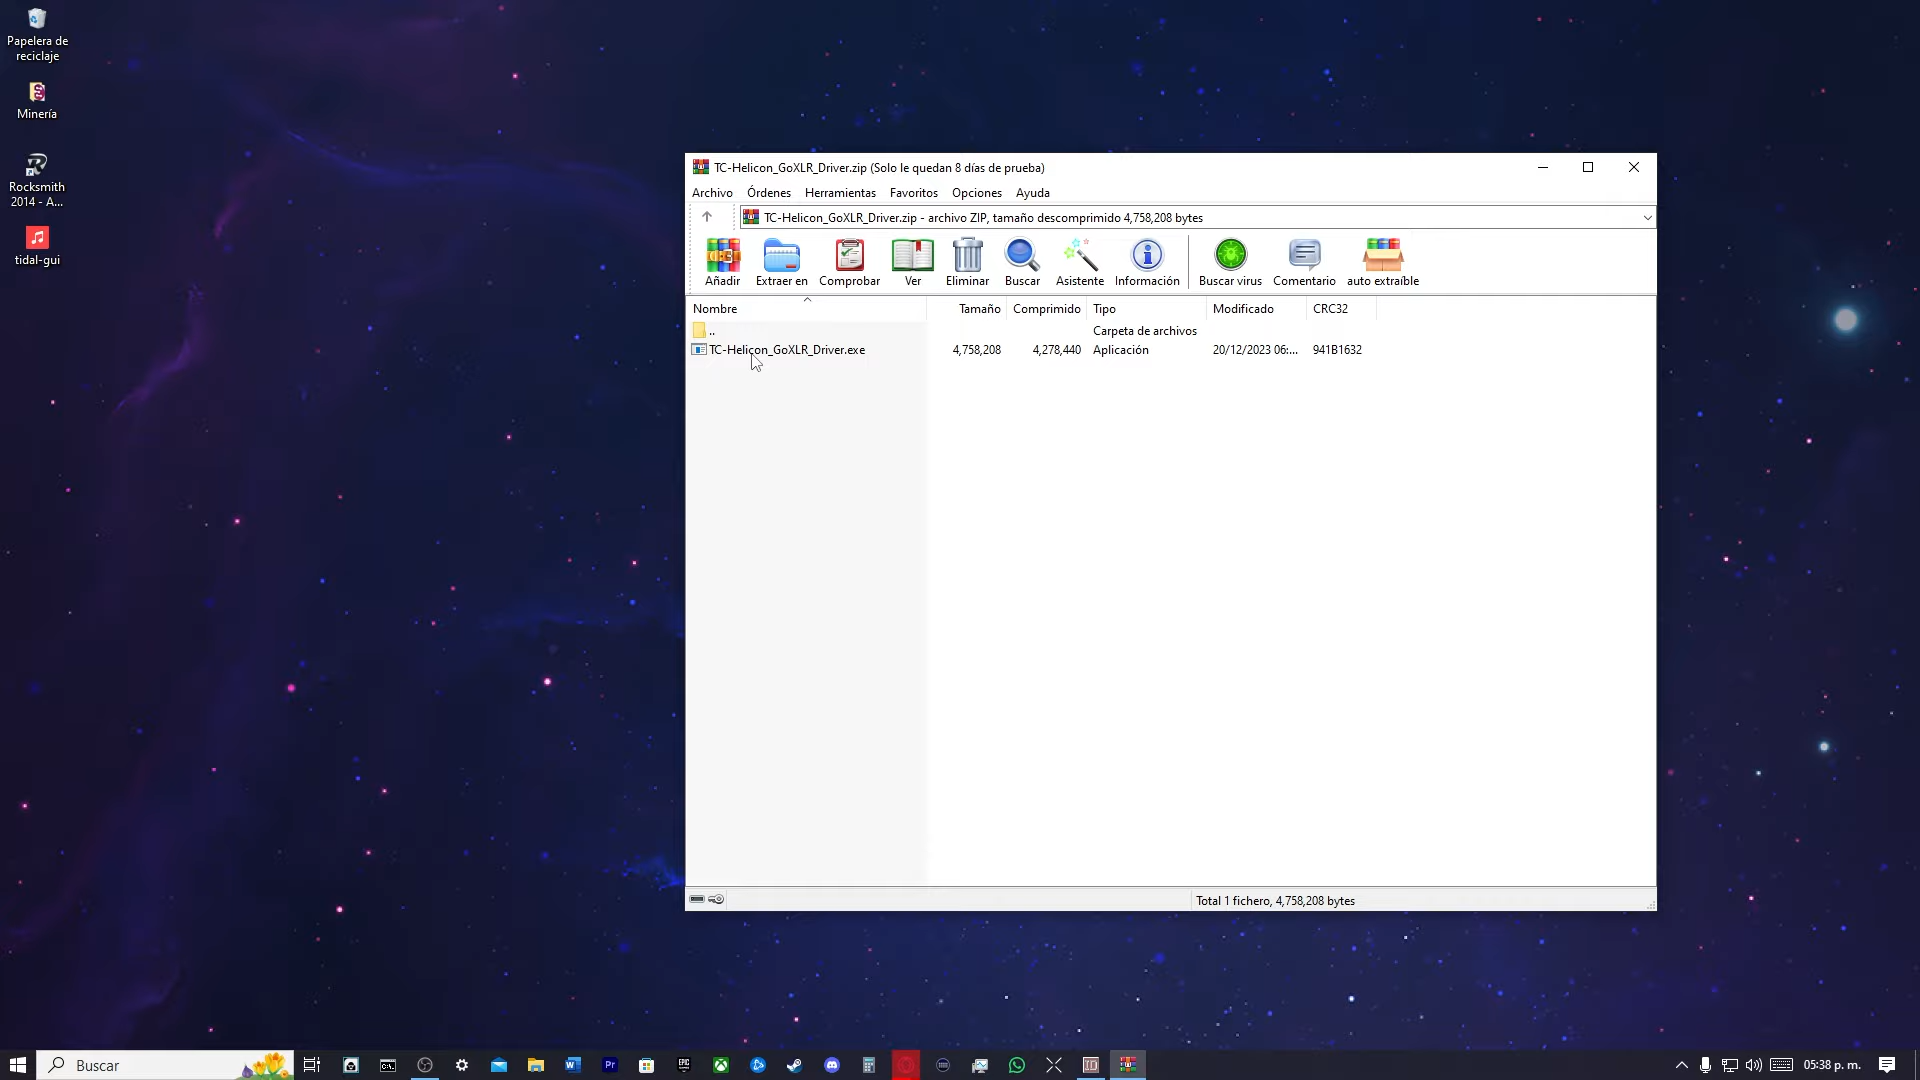 Papelera de
reciclaje
Minería
Rocksmith
2014 - A...
tidal-gui
TC-Helicon_GoXLR_Driver.zip (Solo le quedan 8 días de prueba)
Archivo Órdenes Herramientas Favoritos Opciones Ayuda
TC-Helicon_GoXLR_Driver.zip - archivo ZIP, tamaño descomprimido 4,758,208 bytes
Añadir Extraer en Comprobar Ver Eliminar Buscar Asistente Información Buscar virus Comentario auto extraíble
Nombre Tamaño Comprimido Tipo Modificado CRC32
.. Carpeta de archivos
TC-Helicon_GoXLR_Driver.exe 4,758,208 4,278,440 Aplicación 20/12/2023 06:... 941B1632
Total 1 fichero, 4,758,208 bytes
Buscar
EPIC
05:38 p. m.